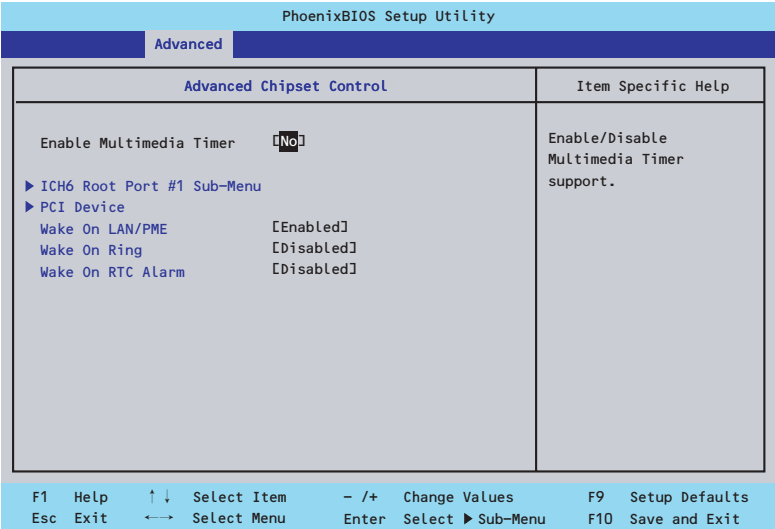 PhoenixBIOS Setup Utility
Advanced
Advanced Chipset Control
Item Specific Help
Enable Multimedia Timer [No]
Enable/Disable
Multimedia Timer
support.
▶ ICH6 Root Port #1 Sub-Menu
▶ PCI Device
Wake On LAN/PME [Enabled]
Wake On Ring [Disabled]
Wake On RTC Alarm [Disabled]
F1 Help ↑↓ Select Item - /+ Change Values F9 Setup Defaults
Esc Exit ←→ Select Menu Enter Select ▶ Sub-Menu F10 Save and Exit